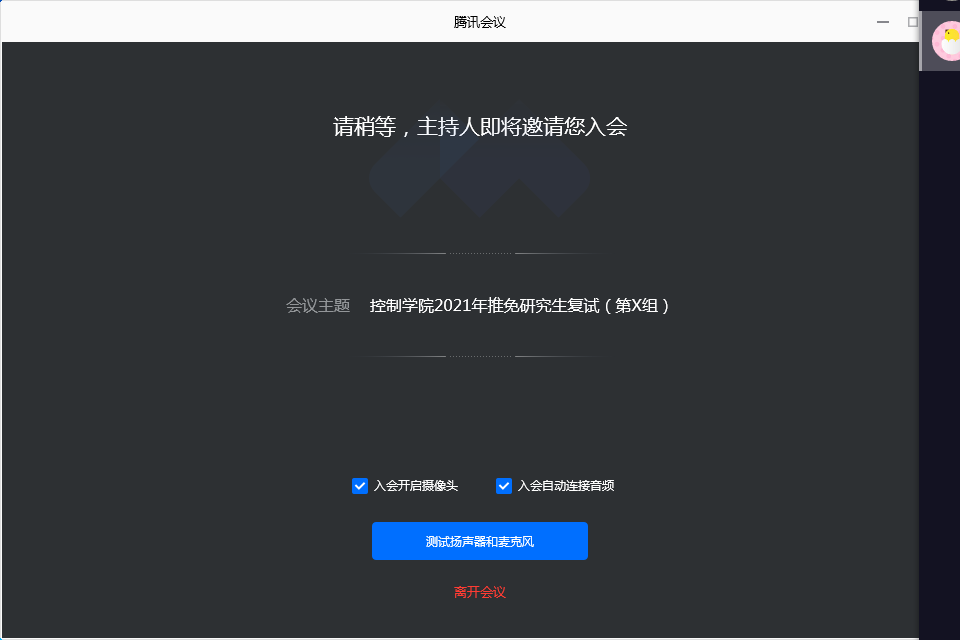 腾讯会议
请稍等，主持人即将邀请您入会
会议主题 控制学院2021年推免研究生复试（第X组）
入会开启摄像头 入会自动连接音频
测试扬声器和麦克风
离开会议